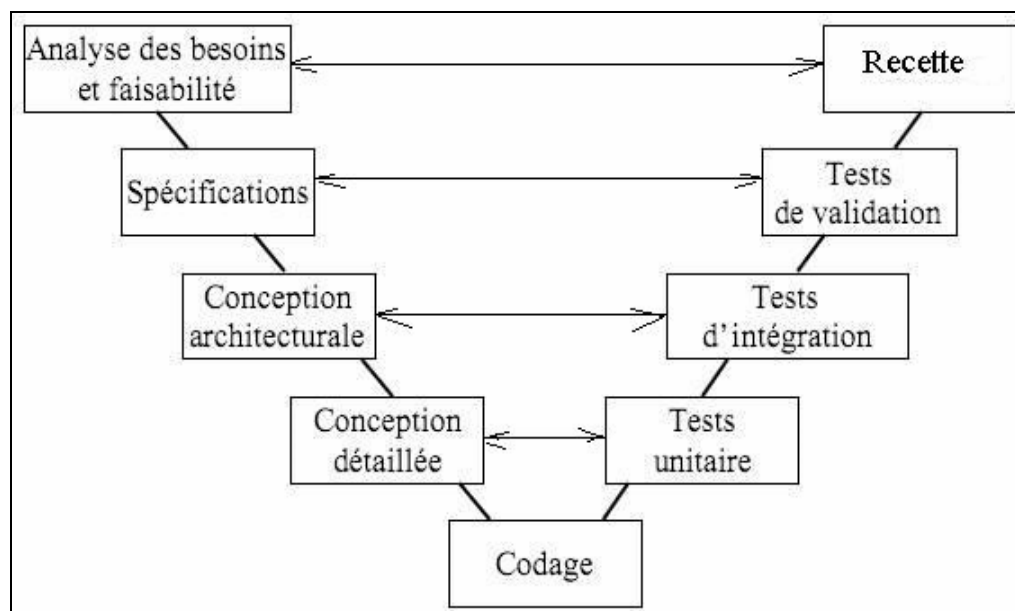 Analyse des besoins
et faisabilité
Recette
Spécifications
Tests
de validation
Conception
architecturale
Tests
d'intégration
Conception
détaillée
Tests
unitaire
Codage